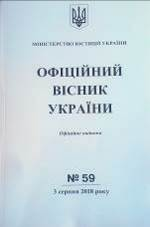 МІНІСТЕРСТВО ЮСТИЦІЇ УКРАЇНИ
ОФІЦІЙНИЙ
ВІСНИК
УКРАЇНИ
Офіційне видання
№ 59
3 серпня 2018 року